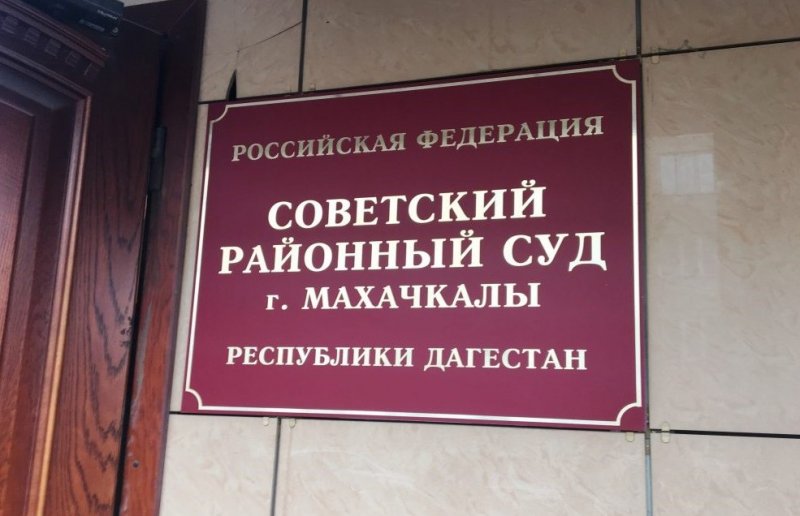 РОССИЙСКАЯ ФЕДЕРАЦИЯ
СОВЕТСКИЙ
РАЙОННЫЙ СУД
г. МАХАЧКАЛЫ
РЕСПУБЛИКИ ДАГЕСТАН